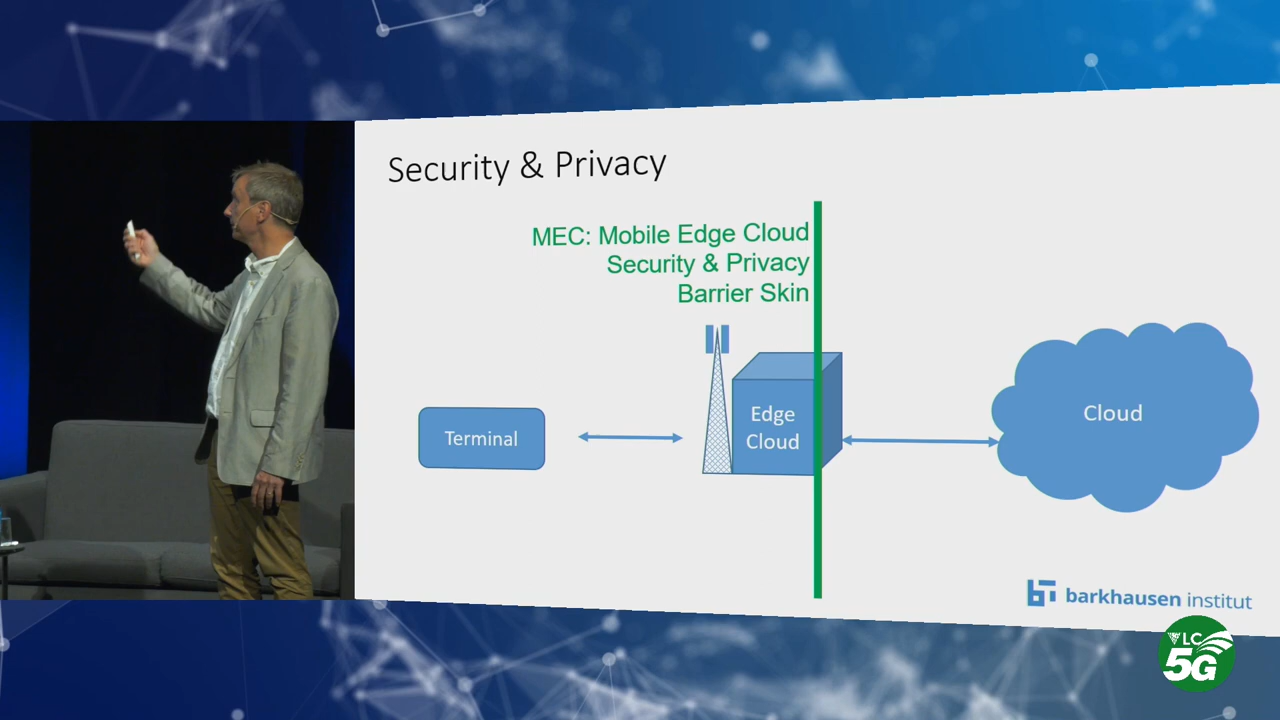 Security & Privacy
MEC: Mobile Edge Cloud
Security & Privacy
Barrier Skin
Terminal
Edge
Cloud
Cloud
barkhausen institut
VLC
5G